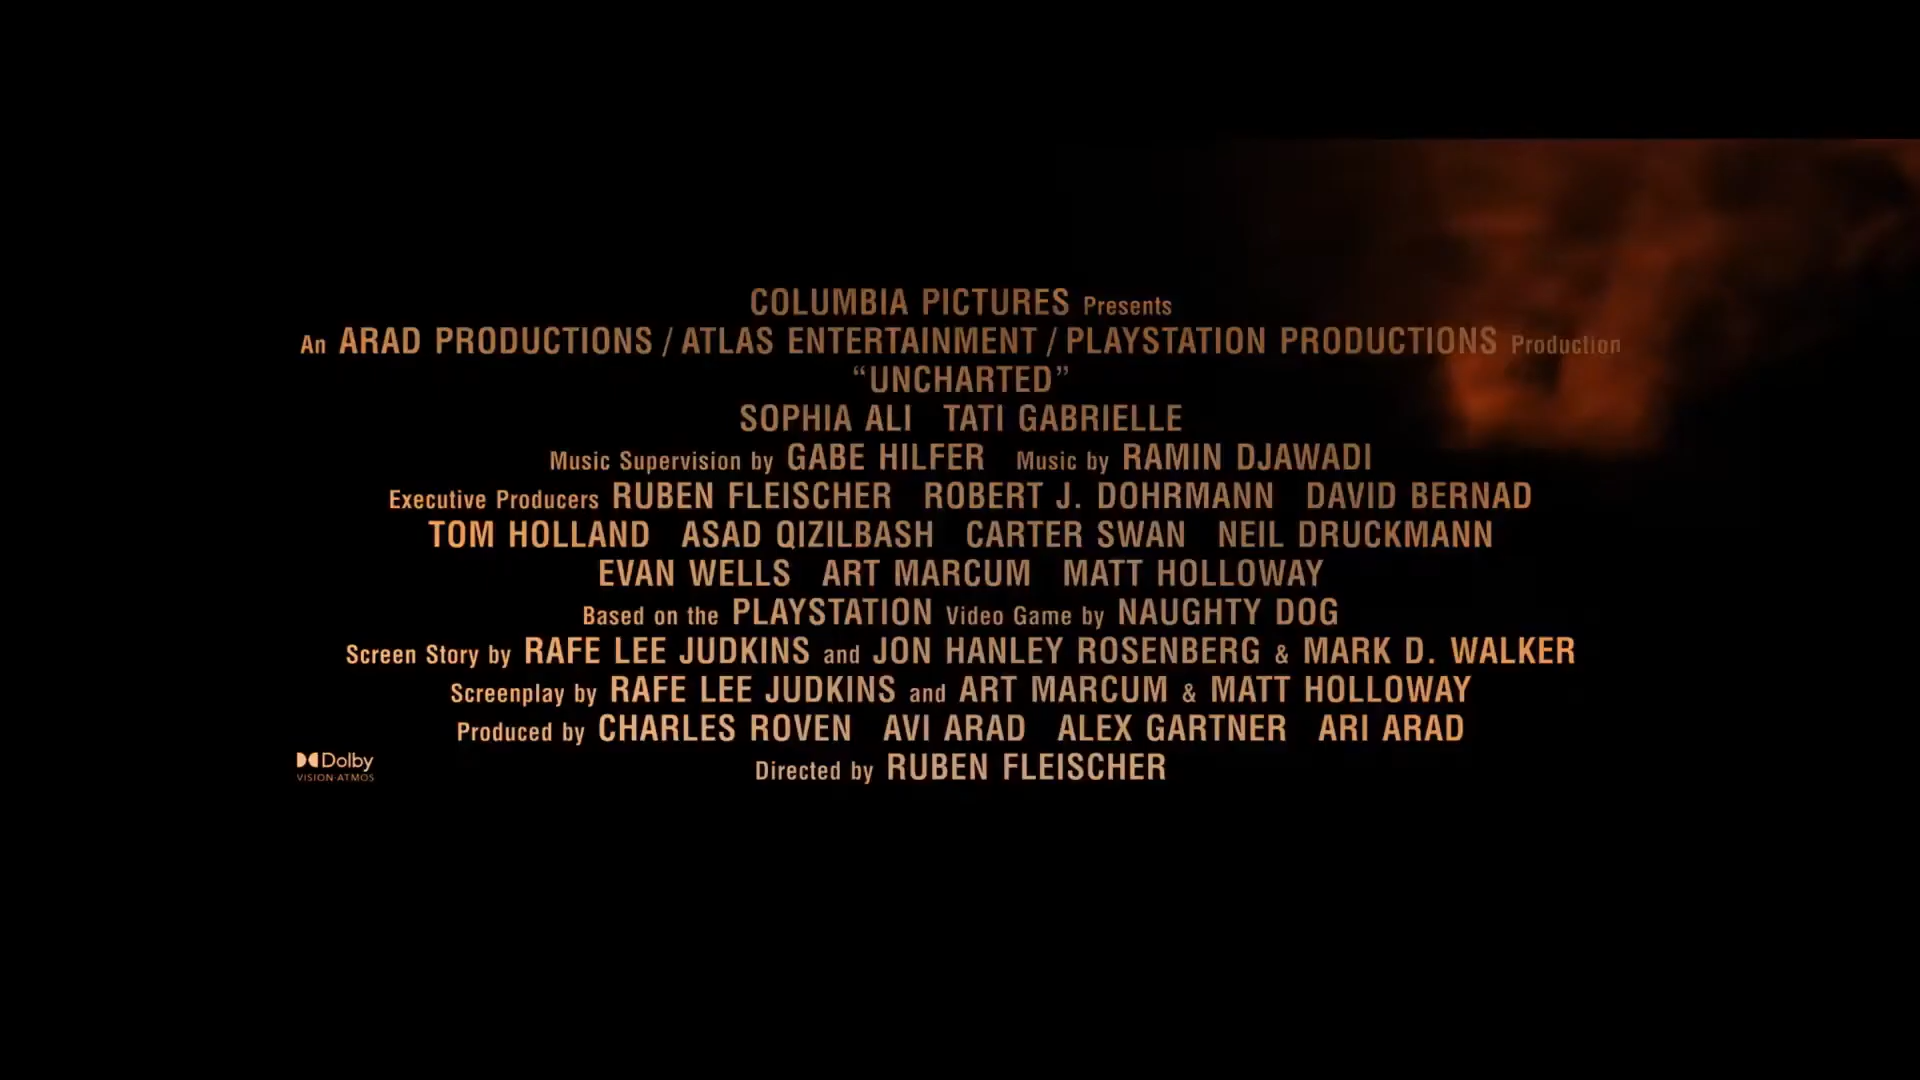 COLUMBIA PICTURES Presents
An ARAD PRODUCTIONS / ATLAS ENTERTAINMENT / PLAYSTATION PRODUCTIONS Production
“UNCHARTED”
SOPHIA ALI TATI GABRIELLE
Music Supervision by GABE HILFER Music by RAMIN DJAWADI
Executive Producers RUBEN FLEISCHER ROBERT J. DOHRMANN DAVID BERNAD
TOM HOLLAND ASAD QIZILBASH CARTER SWAN NEIL DRUCKMANN
EVAN WELLS ART MARCUM MATT HOLLOWAY
Based on the PLAYSTATION Video Game by NAUGHTY DOG
Screen Story by RAFE LEE JUDKINS and JON HANLEY ROSENBERG & MARK D. WALKER
Screenplay by RAFE LEE JUDKINS and ART MARCUM & MATT HOLLOWAY
Produced by CHARLES ROVEN AVI ARAD ALEX GARTNER ARI ARAD
Directed by RUBEN FLEISCHER
Dolby
VISION·ATMOS